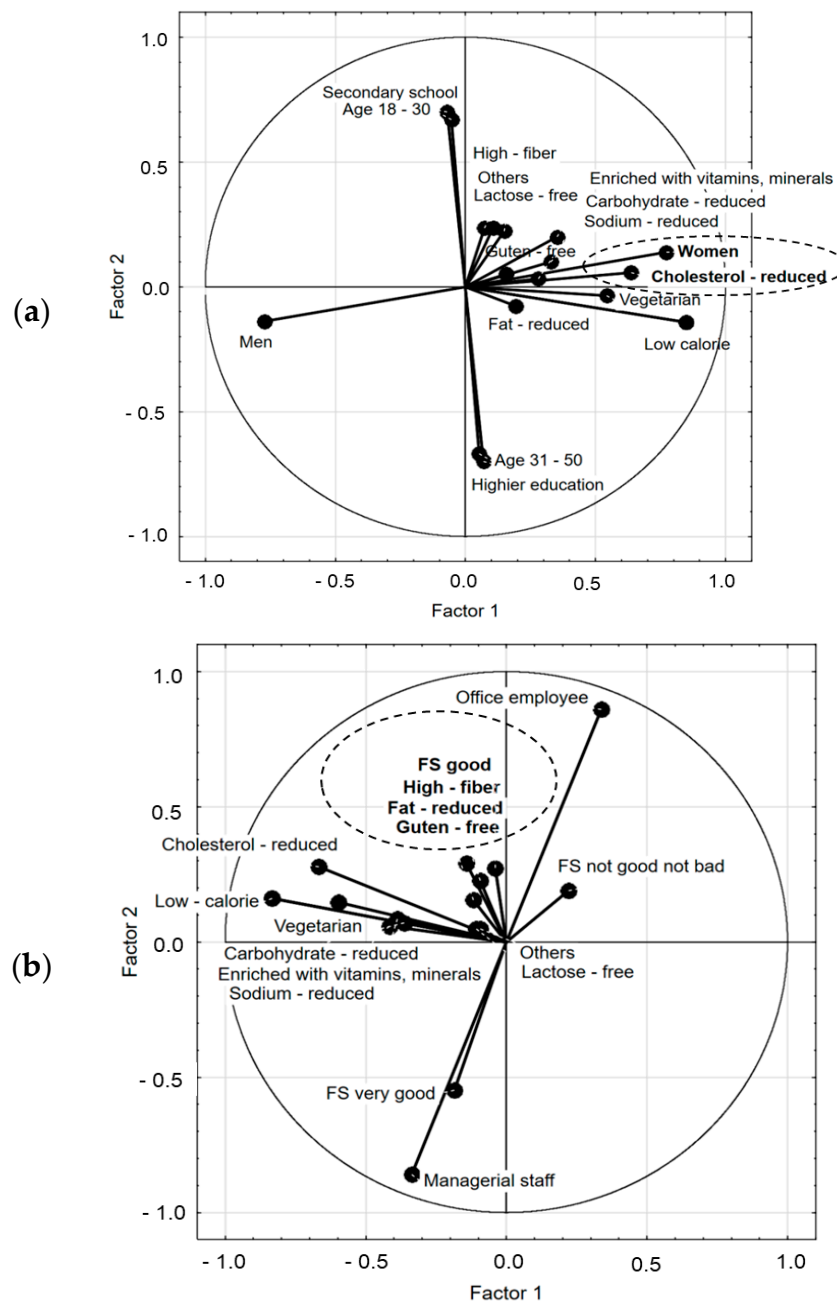 1.0
Secondary school
Age 18 - 30
High - fiber
0.5
Others
Enriched with vitamins, minerals
Lactose - free
Carbohydrate - reduced
Sodium - reduced
Guten - free
Women
Factor 2
0.0
Cholesterol - reduced
Vegetarian
(a)
Fat - reduced
Men
Low calorie
- 0.5
Age 31 - 50
Highier education
- 1.0
- 1.0
- 0.5
0.0
0.5
1.0
Factor 1
1.0
Office employee
FS good
High - fiber
Fat - reduced
0.5
Guten - free
Cholesterol - reduced
FS not good not bad
Low - calorie
Vegetarian
Factor 2
0.0
Carbohydrate - reduced
Others
(b)
Enriched with vitamins, minerals
Lactose - free
Sodium - reduced
- 0.5
FS very good
Managerial staff
- 1.0
- 1.0
- 0.5
0.0
0.5
1.0
Factor 1